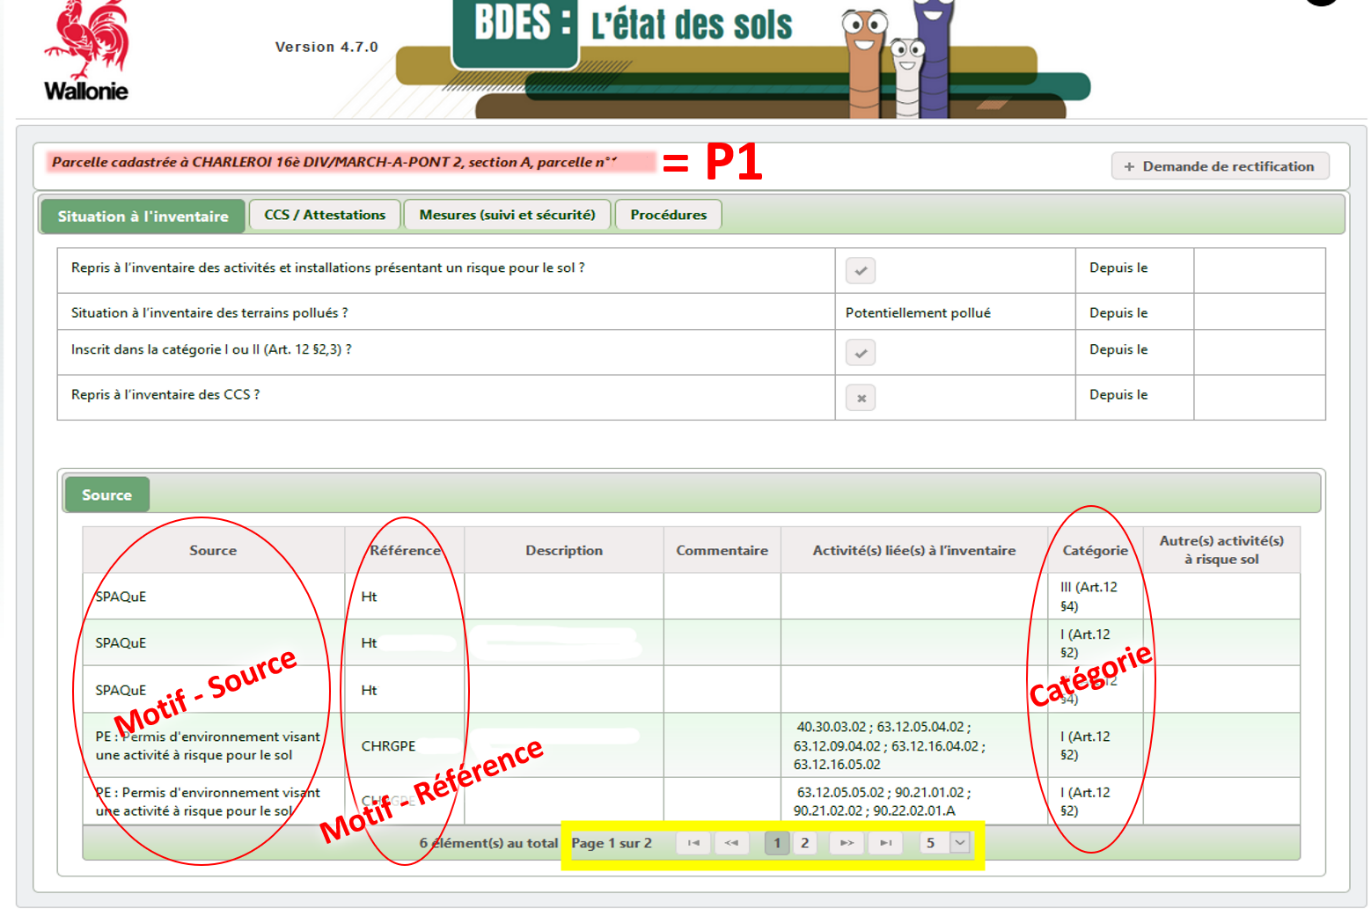 BDES : L'état des sols
Version 4.7.0
Wallonie
Parcelle cadastrée à CHARLEROI 16è DIV/MARCH-A-PONT 2, section A, parcelle n°
= P1
+ Demande de rectification
Situation à l'inventaire
CCS / Attestations
Mesures (suivi et sécurité)
Procédures
Repris à l'inventaire des activités et installations présentant un risque pour le sol ?
Depuis le
Situation à l'inventaire des terrains pollués ?
Potentiellement pollué
Depuis le
Inscrit dans la catégorie I ou II (Art. 12 §2,3) ?
Depuis le
Repris à l'inventaire des CCS ?
Depuis le
Source
Source
Référence
Description
Commentaire
Activité(s) liée(s) à l'inventaire
Catégorie
Autre(s) activité(s)
à risque sol
SPAQuE
Ht
III (Art.12
§4)
SPAQuE
Ht
I (Art.12
§2)
SPAQuE
Ht
§4)
Motif - Source
Motif - Référence
Catégorie
PE : Permis d'environnement visant
une activité à risque pour le sol
CHRGPE
40.30.03.02 ; 63.12.05.04.02 ;
63.12.09.04.02 ; 63.12.16.04.02 ;
63.12.16.05.02
I (Art.12
§2)
PE : Permis d'environnement visant
une activité à risque pour le sol
CHRGPE
63.12.05.05.02 ; 90.21.01.02 ;
90.21.02.02 ; 90.22.02.01.A
I (Art.12
§2)
6 élément(s) au total
Page 1 sur 2
1
2
5